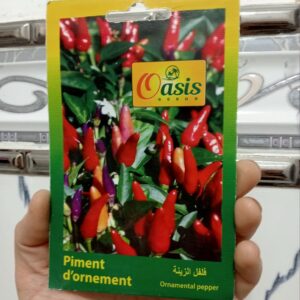 Oasis
SEEDS
Piment
d'ornement
فلفل الزينة
Ornamental pepper